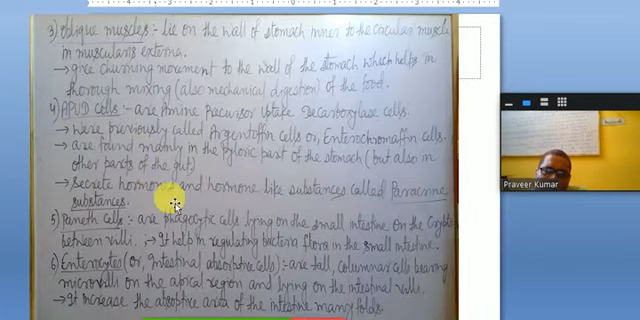 3) Oblique muscles :- lie on the wall of stomach inner to the circular muscle
in muscularis externa.
→ give churning movement to the wall of the stomach which helps in
thorough mixing (also mechanical digestion) of the food.
4) APUD cells :- are Amine Precursor Uptake Decarboxylase cells.
→ were previously called Argentaffin cells or, Enterochromaffin cells.
→ are found mainly in the pyloric part of the stomach (but also in
other parts of the gut)
→ secrete hormones and hormone like substances called Paracrine
substances.
5) Paneth cells :- are phagocytic cells lying on the small intestine on the Crypts
between villi. → It help in regulating bacteria flora in the small intestine.
6) Enterocytes (or, Intestinal absorptive cells) :- are tall, columnar cells bearing
microvilli on the apical region and lying on the intestinal villi.
→ It increase the absorptive area of the intestine many folds.
Praveer Kumar